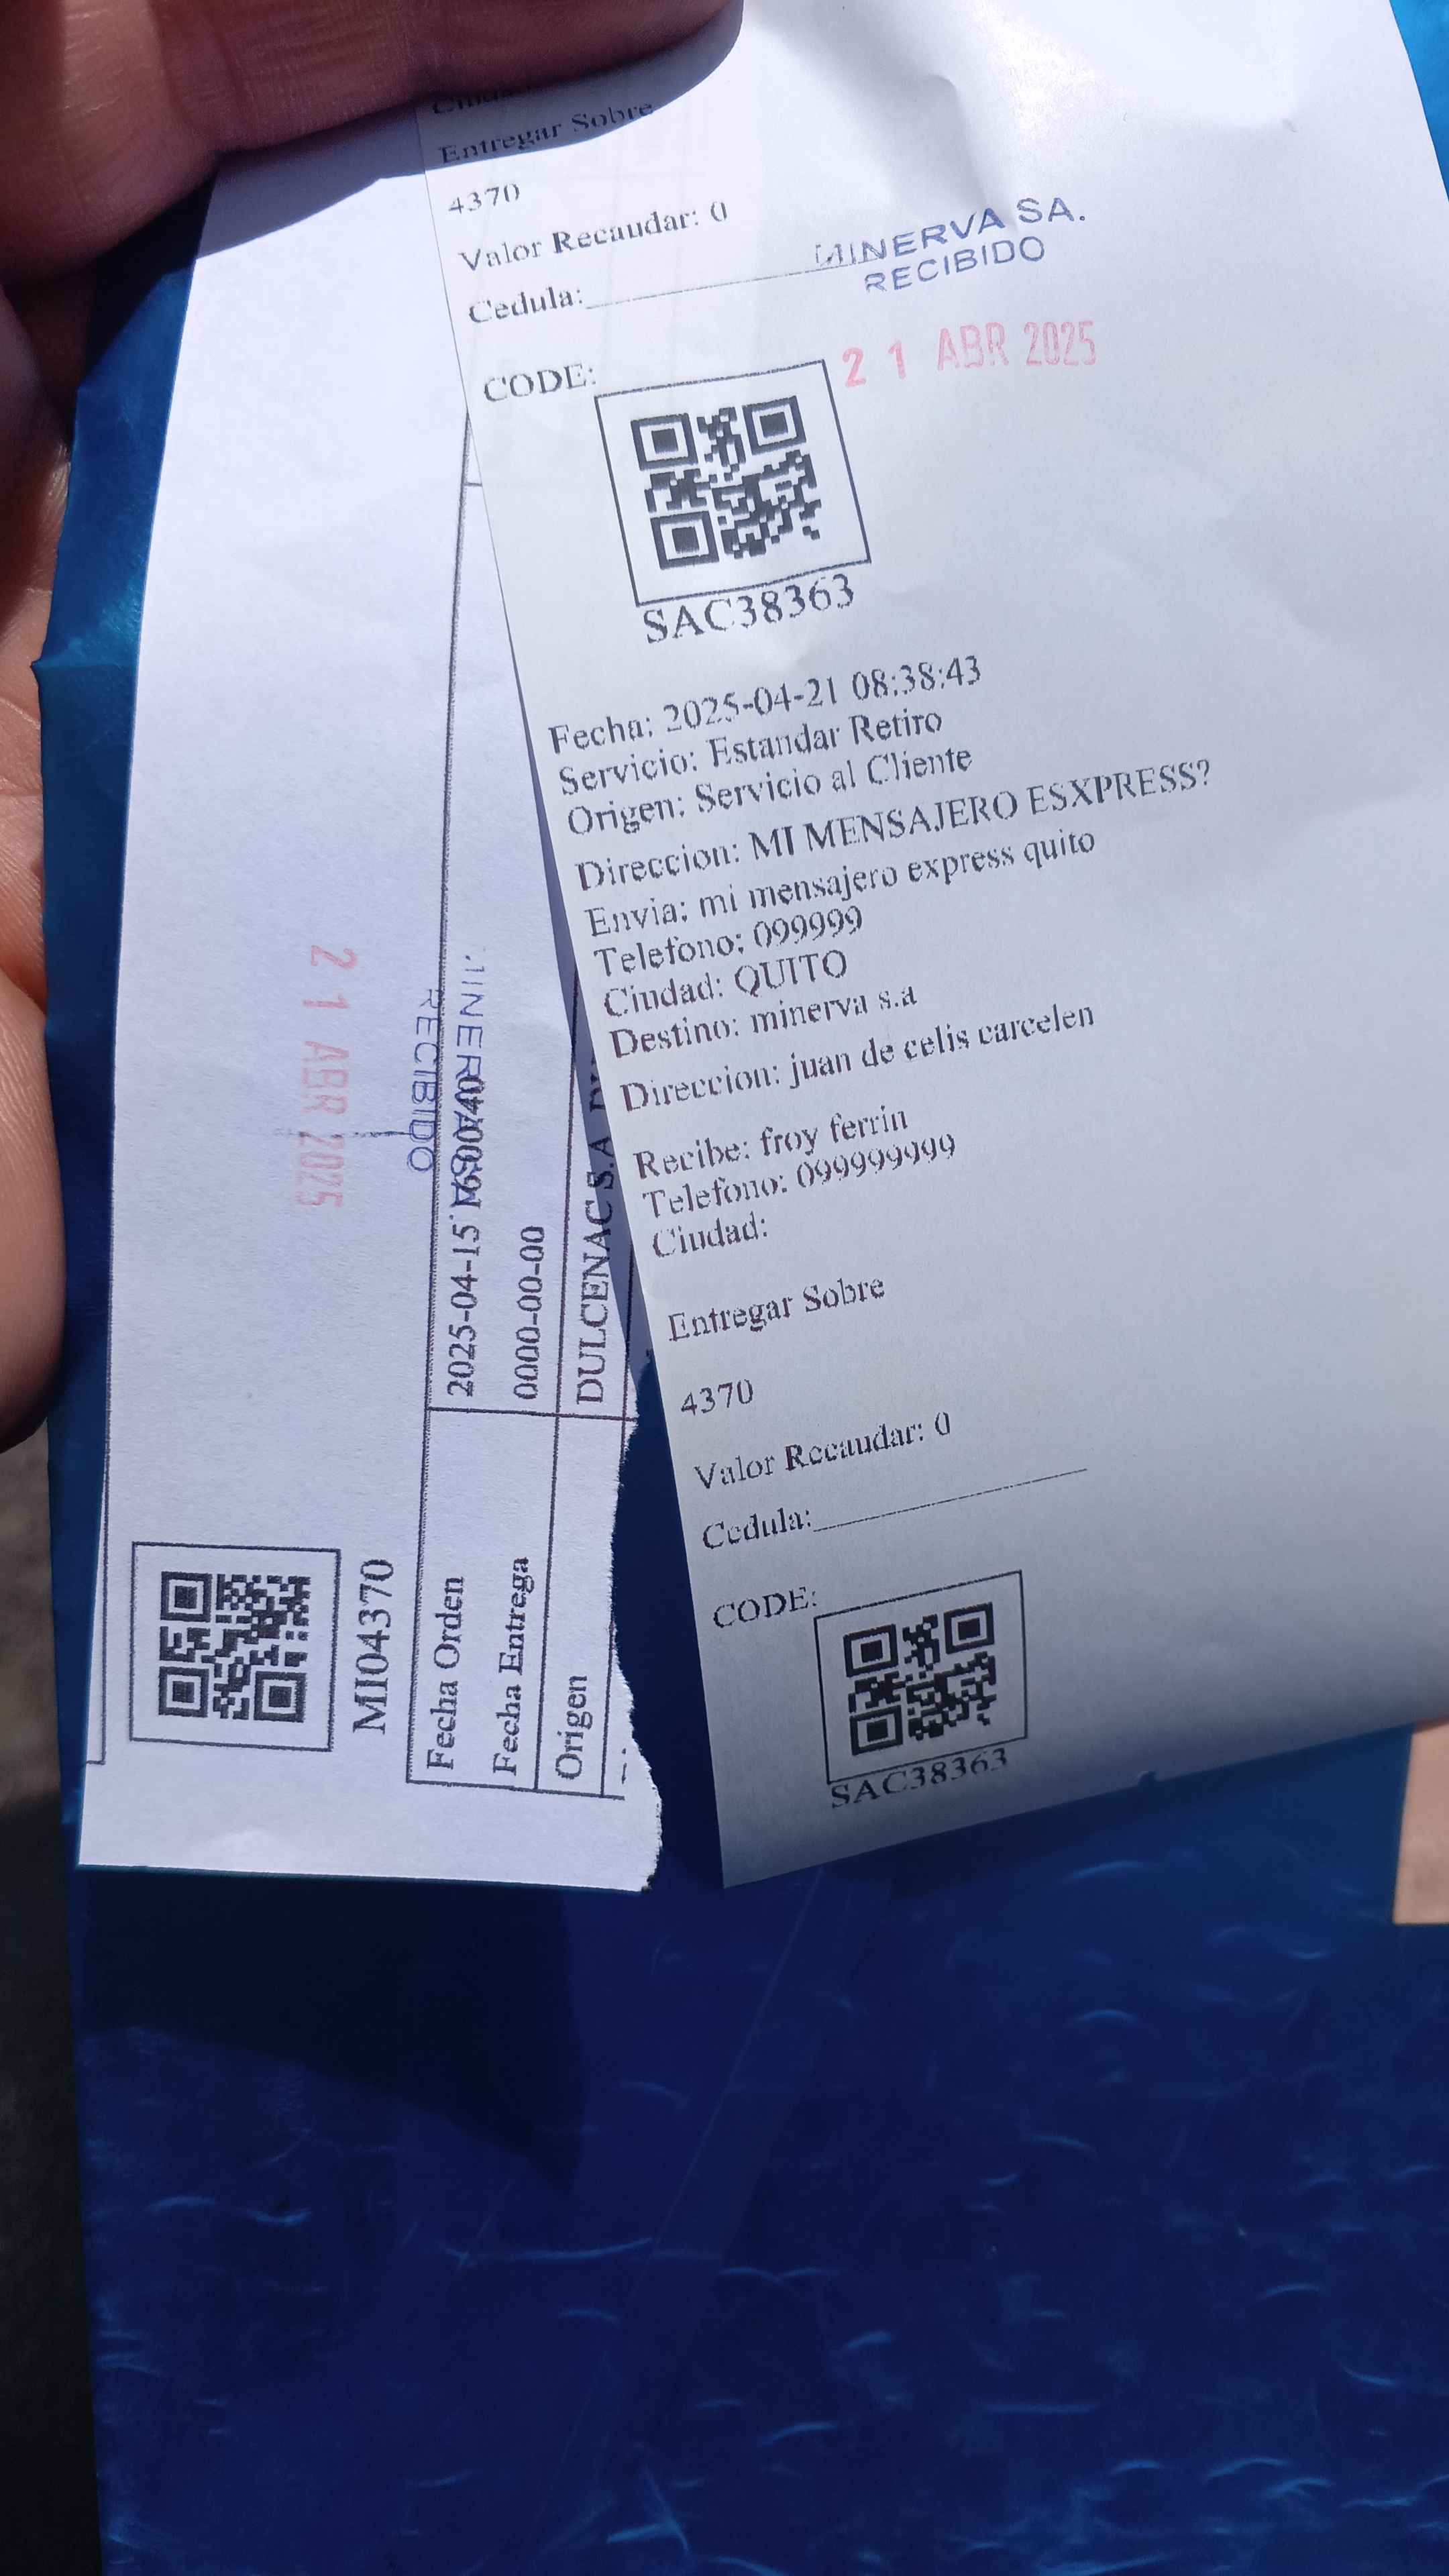 Entregar Sobre
4370
Valor Recaudar: 0
Cedula:
MINERVA SA.
RECIBIDO
21 ABR 2025
CODE:
SAC38363
Fecha: 2025-04-21 08:38:43
Servicio: Estandar Retiro
Origen: Servicio al Cliente
Direccion: MI MENSAJERO ESXPRESS?
Envia: mi mensajero express quito
Telefono: 099999
Ciudad: QUITO
Destino: minerva s.a
Direccion: juan de celis carcelen
Recibe: froy ferrin
Telefono: 099999999
Ciudad:
Entregar Sobre
4370
Valor Recaudar: 0
Cedula:
CODE:
SAC38363
21 ABR 2025
RECIBIDO
MI04370
Fecha Orden 2025-04-15
Fecha Entrega 0000-00-00
Origen DULCENAC S.A